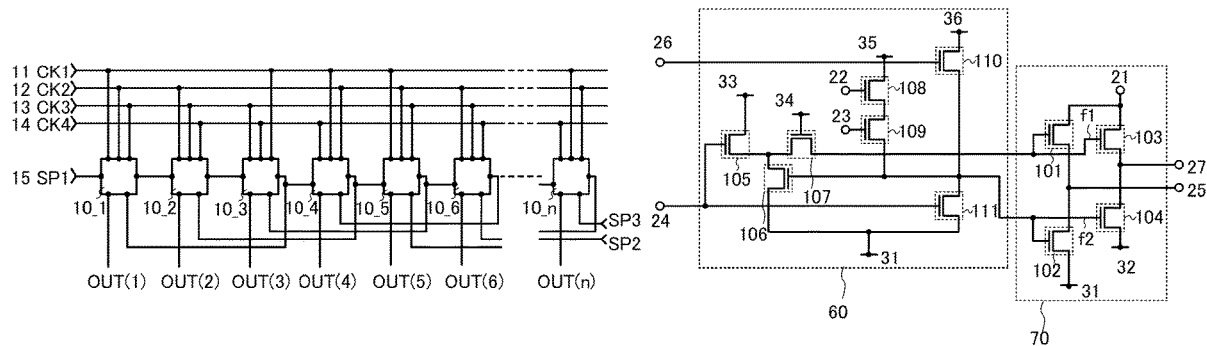 11 CK1
12 CK2
13 CK3
14 CK4
15 SP1
10_1
10_2
10_3
10_4
10_5
10_6
10_n
SP3
SP2
OUT(1)
OUT(2)
OUT(3)
OUT(4)
OUT(5)
OUT(6)
OUT(n)
26
36
35
110
22
108
33
34
23
109
105
107
106
24
111
31
60
21
f1
103
101
27
25
104
f2
102
32
31
70